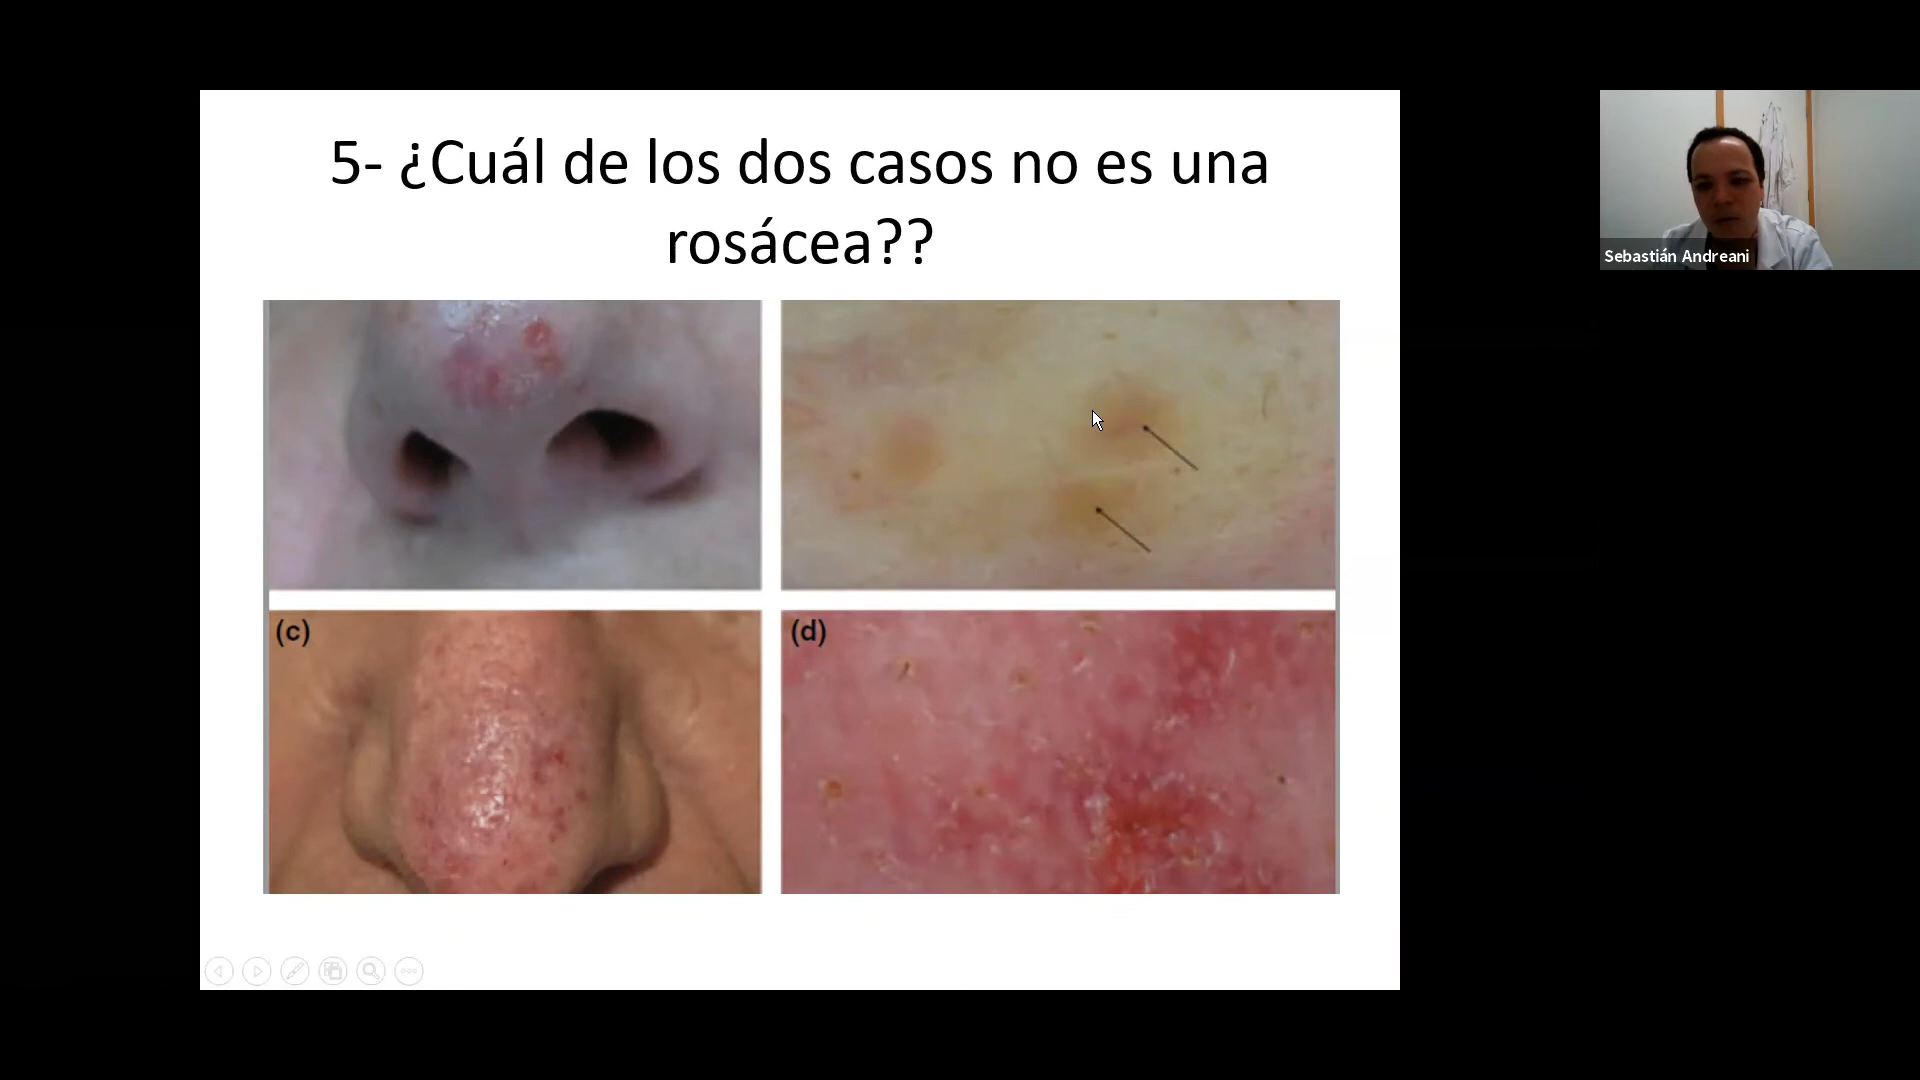 5- ¿Cuál de los dos casos no es una
rosácea??
Sebastián Andreani
(c)
(d)